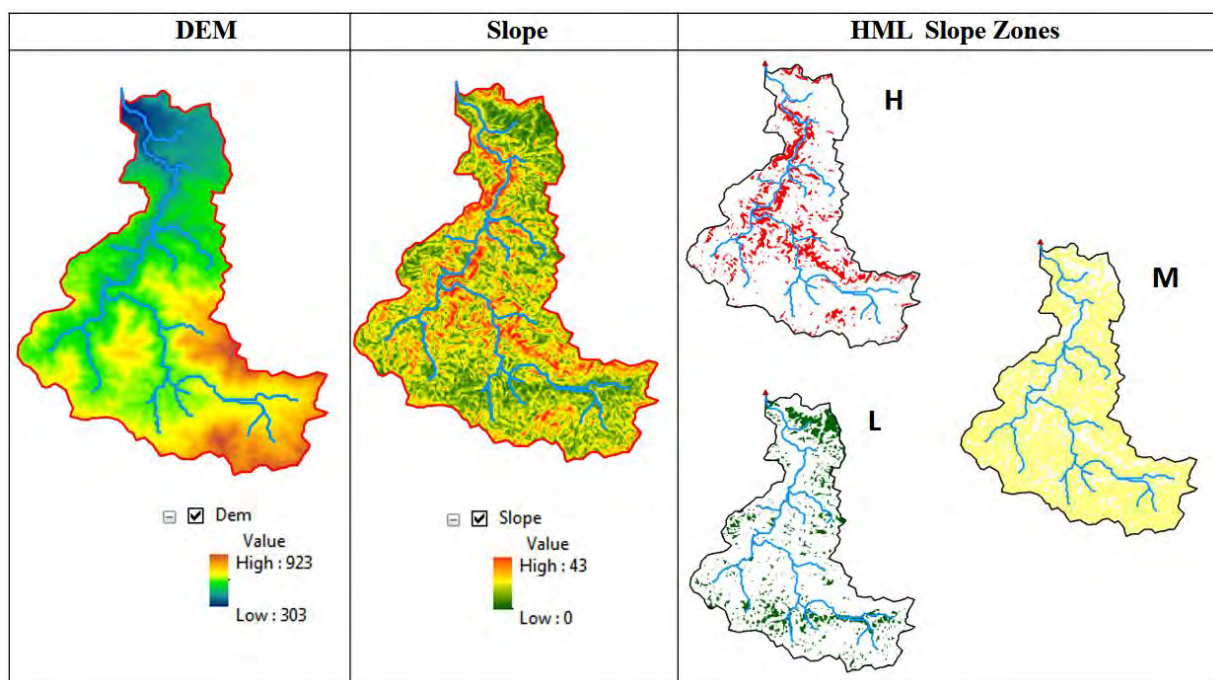 DEM
Slope
HML Slope Zones
H
M
L
Dem
Value
High : 923
Low : 303
Slope
Value
High : 43
Low : 0